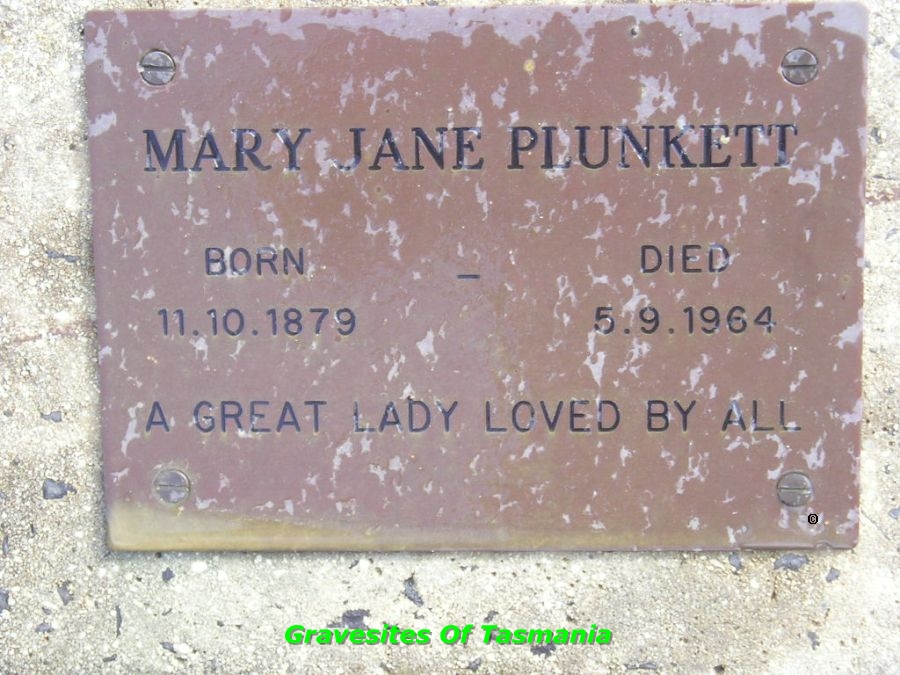 MARY JANE PLUNKETT
BORN – DIED
11.10.1879 5.9.1964
A GREAT LADY LOVED BY ALL
©
Gravesites Of Tasmania